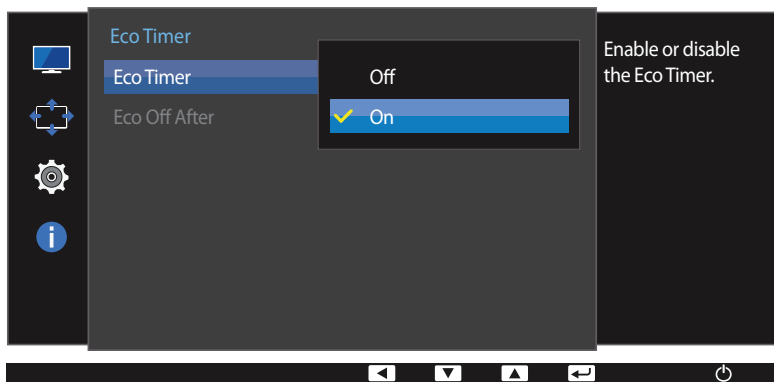 Eco Timer
Eco Timer
Eco Off After
Off
On
Enable or disable
the Eco Timer.